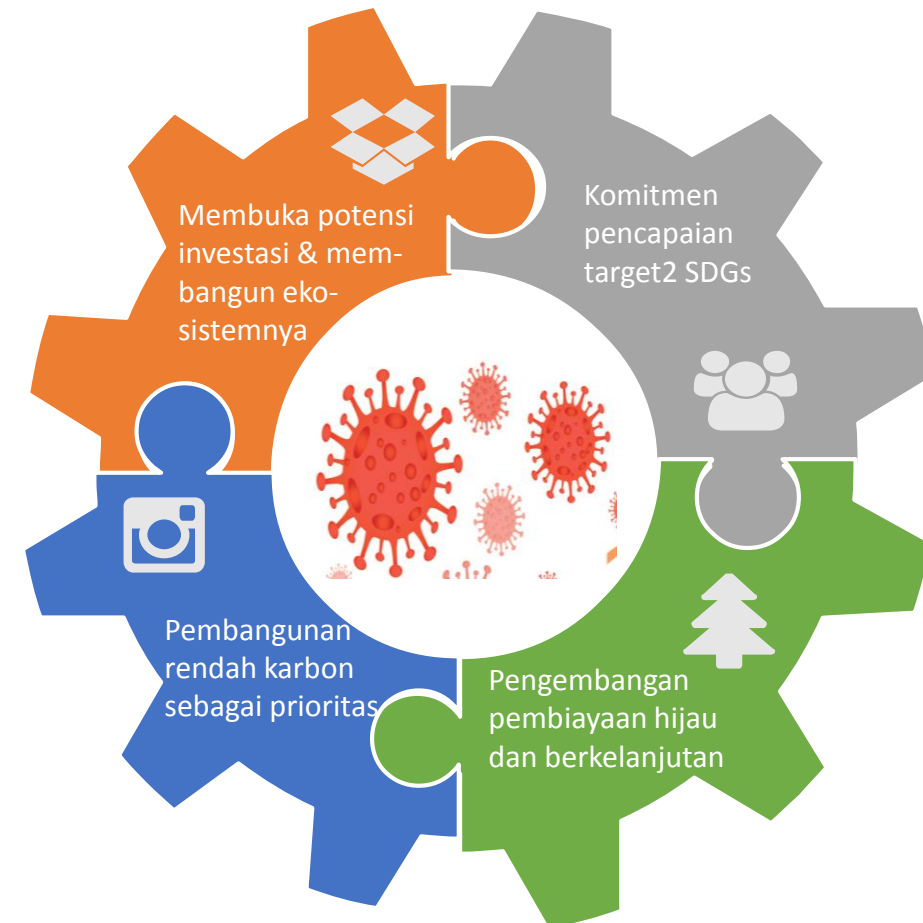 Membuka potensi
investasi & mem-
bangun eko-
sistemnya
Komitmen
pencapaian
target2 SDGs
Pembangunan
rendah karbon
sebagai prioritas
Pengembangan
pembiayaan hijau
dan berkelanjutan